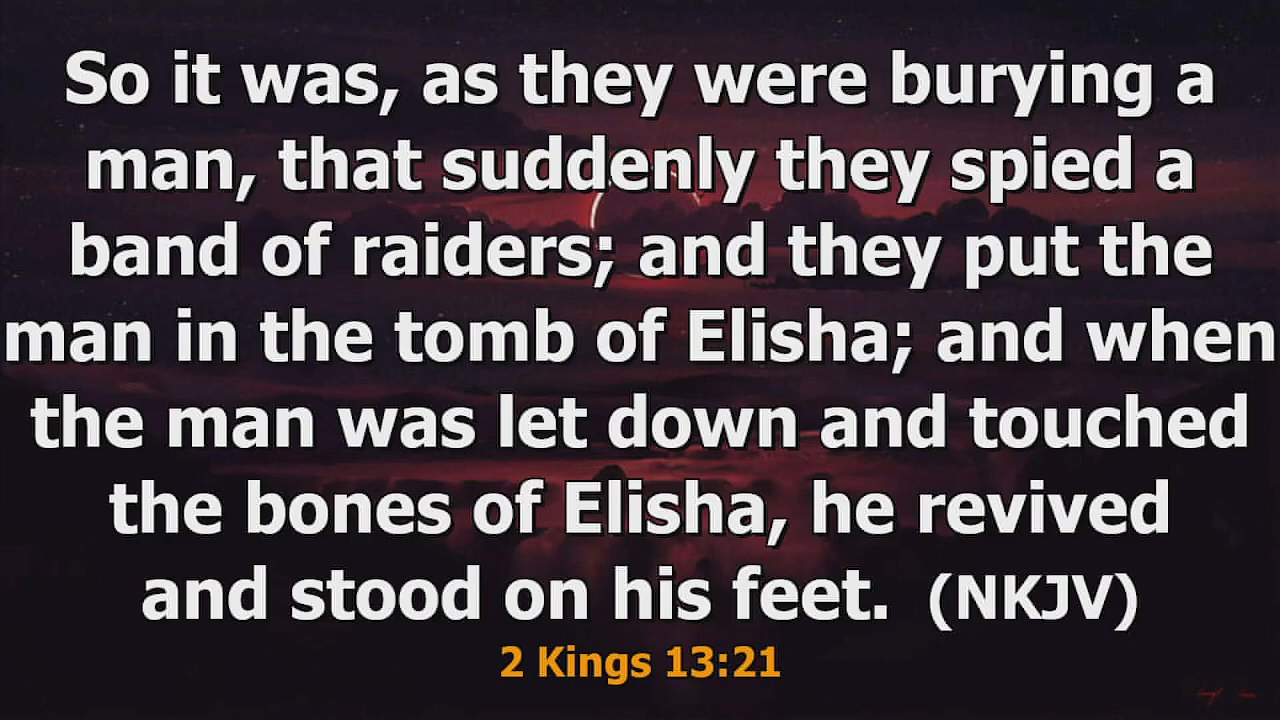 So it was, as they were burying a
man, that suddenly they spied a
band of raiders; and they put the
man in the tomb of Elisha; and when
the man was let down and touched
the bones of Elisha, he revived
and stood on his feet. (NKJV)
2 Kings 13:21